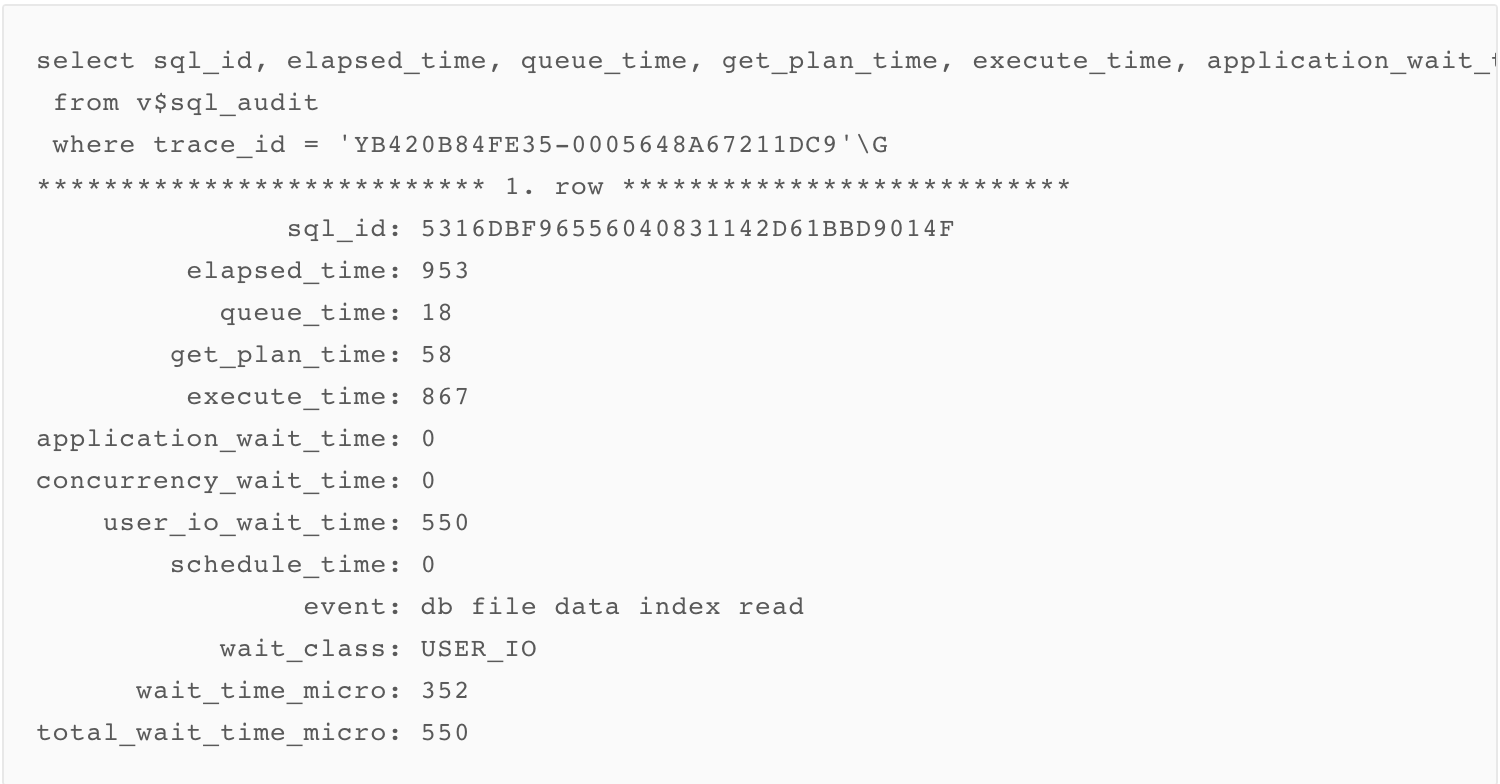 select sql_id, elapsed_time, queue_time, get_plan_time, execute_time, application_wait_
from v$sql_audit
where trace_id = 'YB420B84FE35-0005648A67211DC9'\G
*************************** 1. row ***************************
sql_id: 5316DBF96556040831142D61BBD9014F
elapsed_time: 953
queue_time: 18
get_plan_time: 58
execute_time: 867
application_wait_time: 0
concurrency_wait_time: 0
user_io_wait_time: 550
schedule_time: 0
event: db file data index read
wait_class: USER_IO
wait_time_micro: 352
total_wait_time_micro: 550